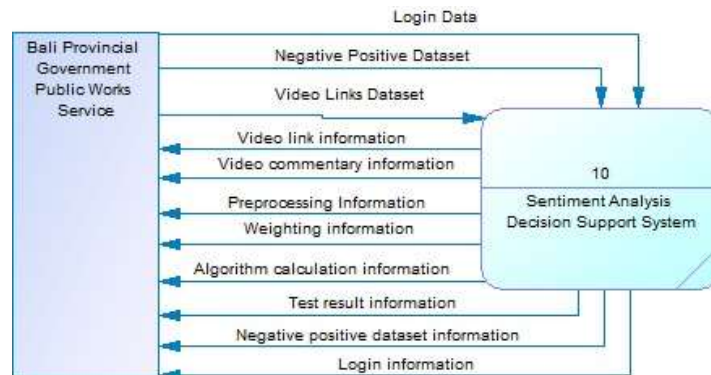 Login Data
Bali Provincial
Government
Public Works
Service
Negative Positive Dataset
Video Links Dataset
Video link information
Video commentary information
Preprocessing Information
Weighting information
Algorithm calculation information
Test result information
Negative positive dataset information
Login information
10
Sentiment Analysis
Decision Support System